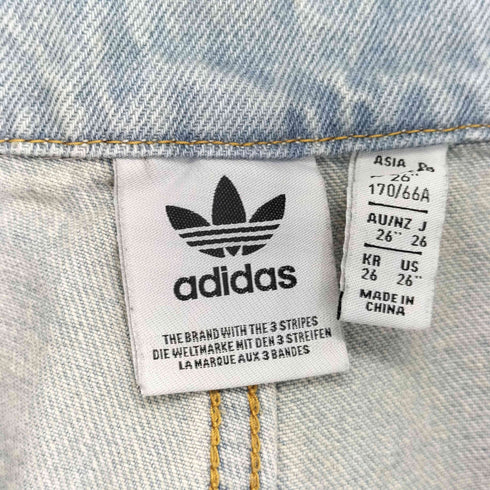 adidas
THE BRAND WITH THE 3 STRIPES
DIE WELTMARKE MIT DEN 3 STREIFEN
LA MARQUE AUX 3 BANDES
ASIA
26"
170/66A
AU/NZ J
26" 26
KR US
26 26"
MADE IN
CHINA